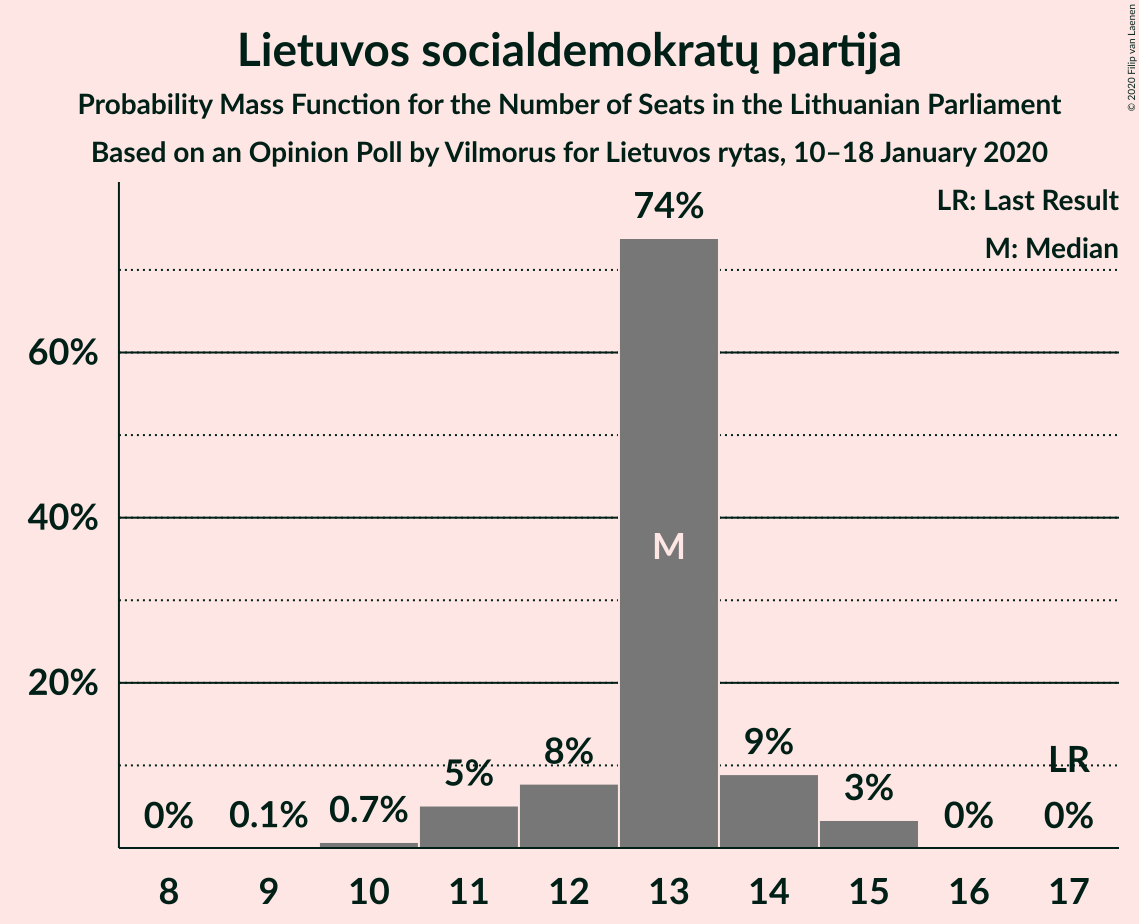 Lietuvos socialdemokratų partija
Probability Mass Function for the Number of Seats in the Lithuanian Parliament
Based on an Opinion Poll by Vilmorus for Lietuvos rytas, 10–18 January 2020
© 2020 Filip van Laenen
LR: Last Result
M: Median
74%
60%
40%
M
20%
9%
8%
5%
3%
LR
0%
0.1%
0.7%
0%
0%
8 9 10 11 12 13 14 15 16 17